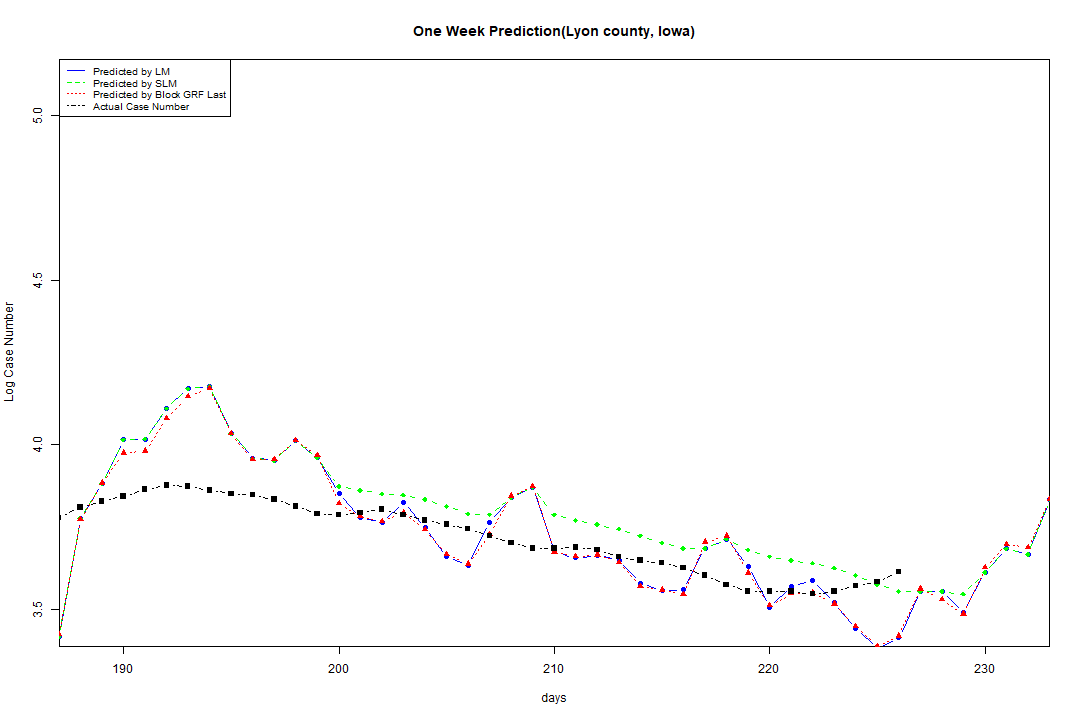 One Week Prediction(Lyon county, Iowa)
Predicted by LM
Predicted by SLM
Predicted by Block GRF Last
Actual Case Number
5.0
4.5
4.0
3.5
Log Case Number
190
200
210
220
230
days